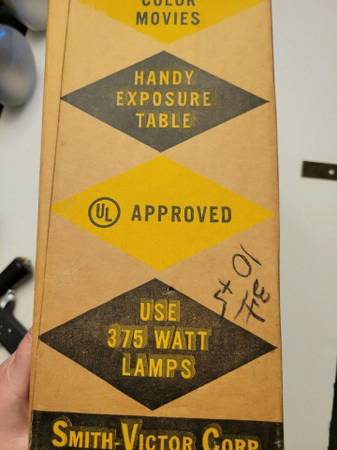 COLOR
MOVIES
HANDY
EXPOSURE
TABLE
UL APPROVED
USE
375 WATT
LAMPS
SMITH-VICTOR CORP.